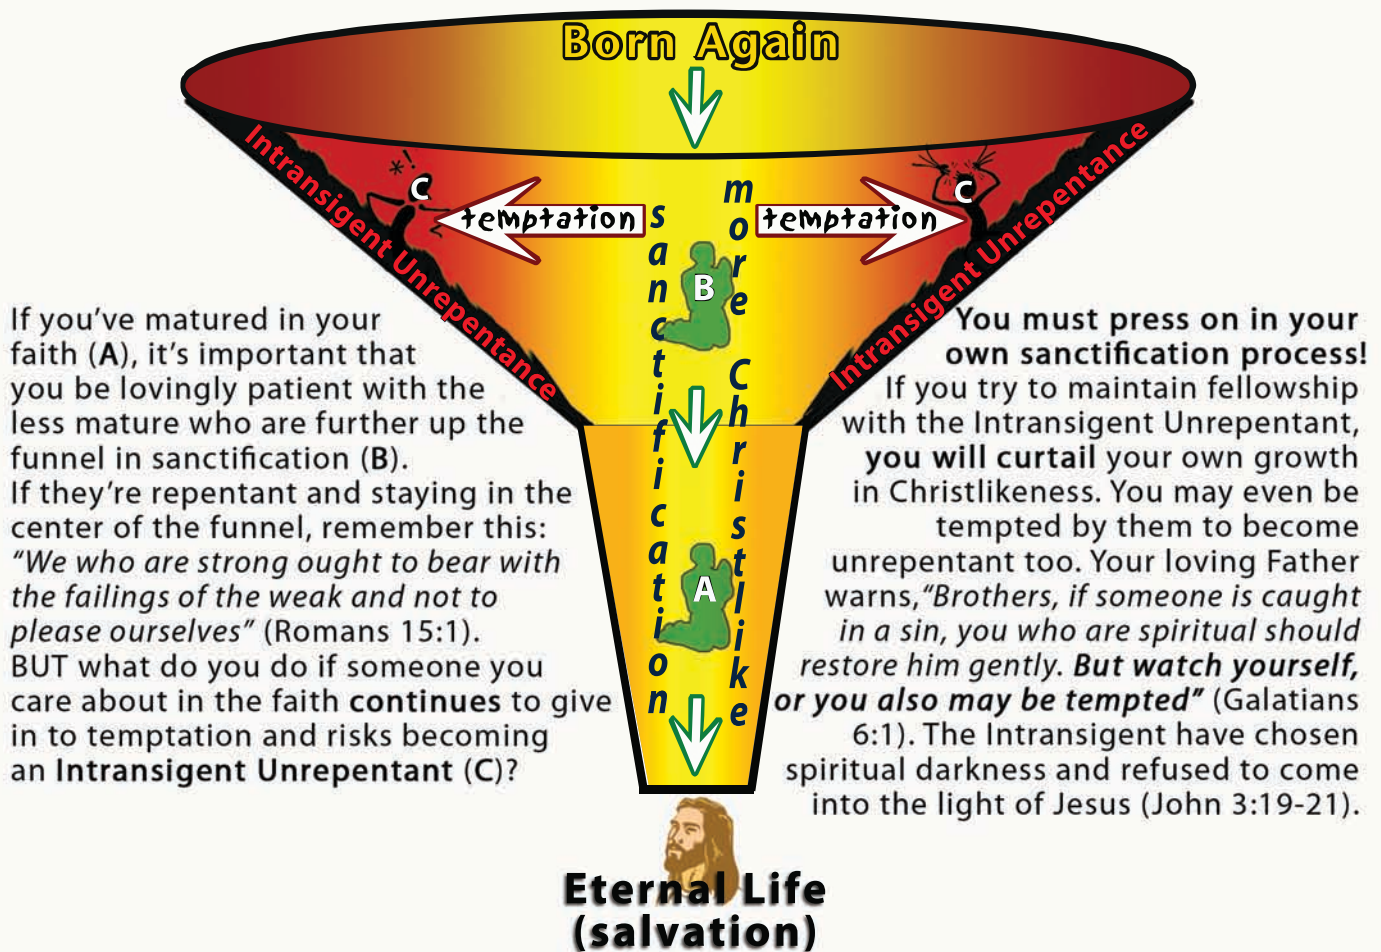 Born Again
Intransigent Unrepentance
Intransigent Unrepentance
*!
C
C
temptation
temptation
sanctification
more Christlike
B
A
If you've matured in your
faith (A), it's important that
you be lovingly patient with the
less mature who are further up the
funnel in sanctification (B).
If they're repentant and staying in the
center of the funnel, remember this:
“We who are strong ought to bear with
the failings of the weak and not to
please ourselves” (Romans 15:1).
BUT what do you do if someone you
care about in the faith continues to give
in to temptation and risks becoming
an Intransigent Unrepentant (C)?
You must press on in your
own sanctification process!
If you try to maintain fellowship
with the Intransigent Unrepentant,
you will curtail your own growth
in Christlikeness. You may even be
tempted by them to become
unrepentant too. Your loving Father
warns,“Brothers, if someone is caught
in a sin, you who are spiritual should
restore him gently. But watch yourself,
or you also may be tempted” (Galatians
6:1). The Intransigent have chosen
spiritual darkness and refused to come
into the light of Jesus (John 3:19-21).
Eternal Life
(salvation)